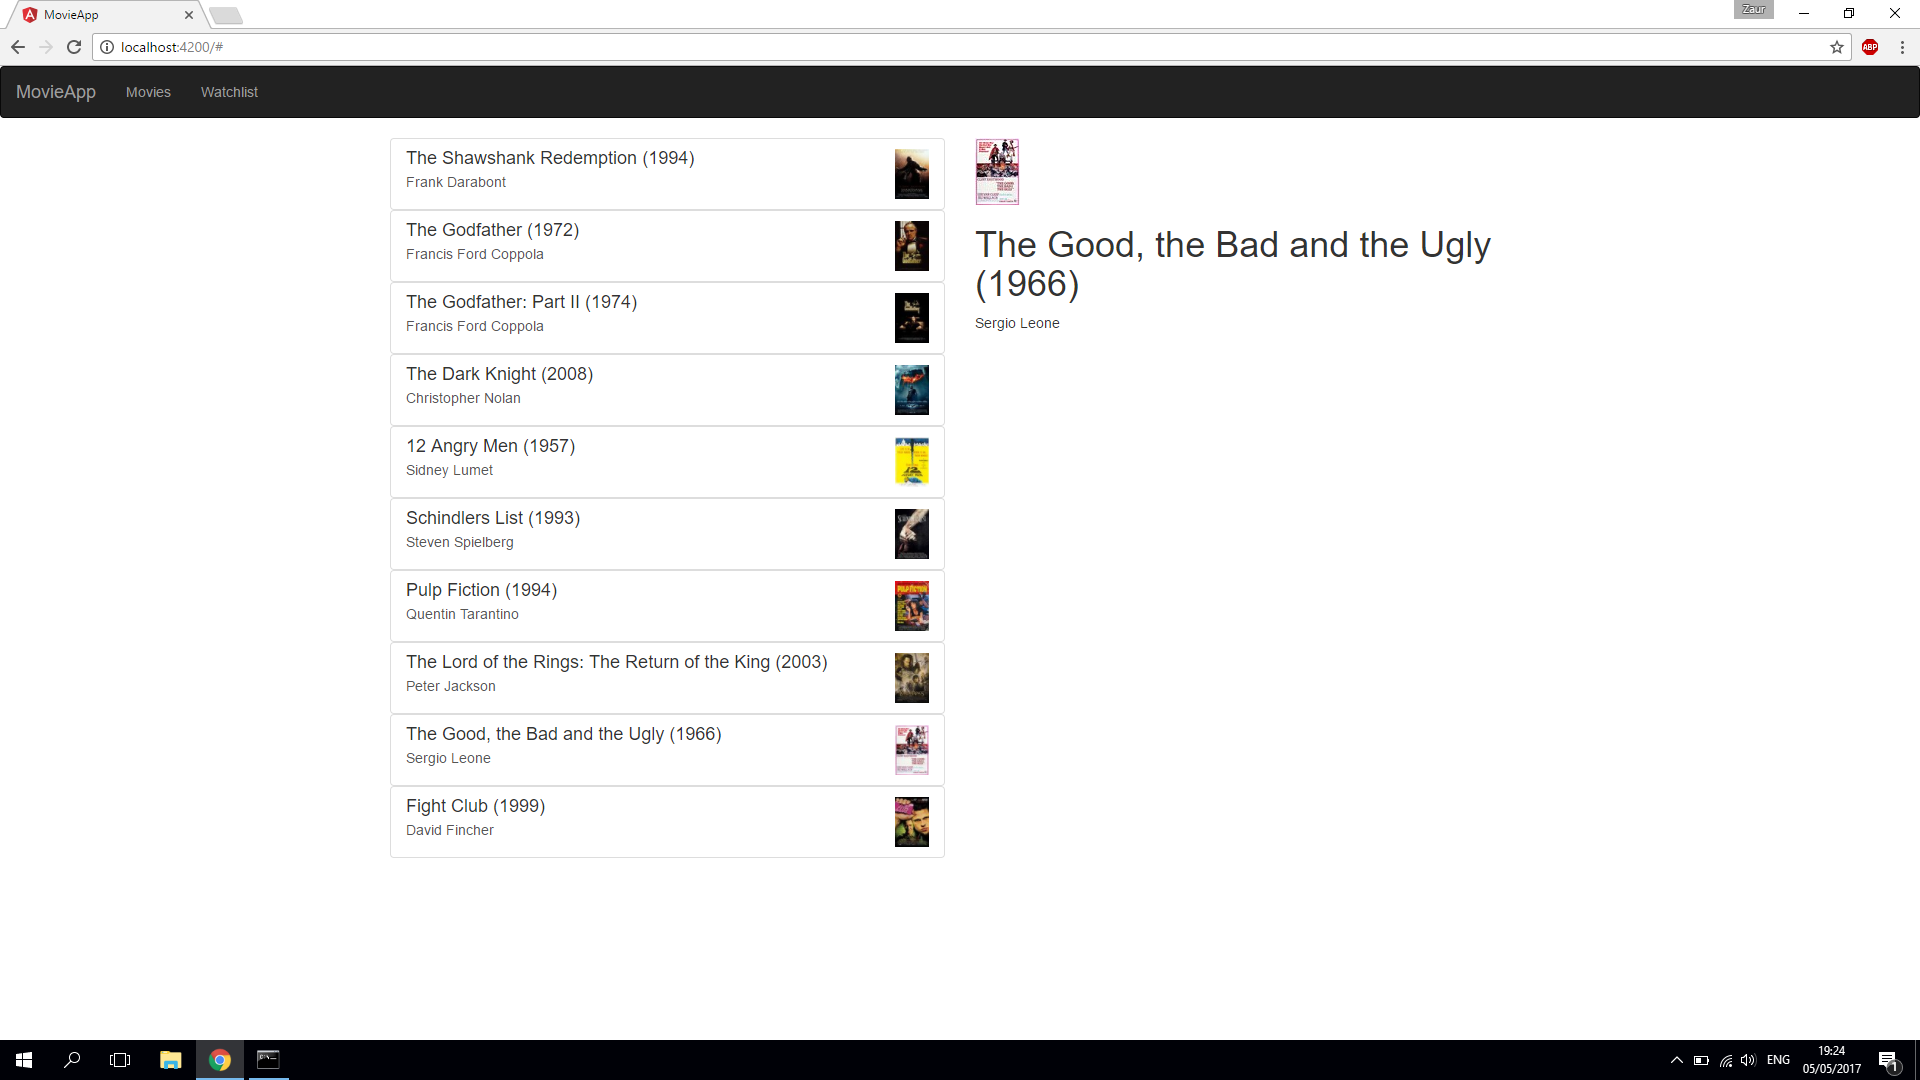 MovieApp
Zaur
localhost:4200/#
ABP
MovieApp Movies Watchlist
The Shawshank Redemption (1994)
Frank Darabont
The Godfather (1972)
Francis Ford Coppola
The Godfather: Part II (1974)
Francis Ford Coppola
The Dark Knight (2008)
Christopher Nolan
12 Angry Men (1957)
Sidney Lumet
Schindlers List (1993)
Steven Spielberg
Pulp Fiction (1994)
Quentin Tarantino
The Lord of the Rings: The Return of the King (2003)
Peter Jackson
The Good, the Bad and the Ugly (1966)
Sergio Leone
Fight Club (1999)
David Fincher
The Good, the Bad and the Ugly
(1966)
Sergio Leone
ENG
19:24
05/05/2017
1